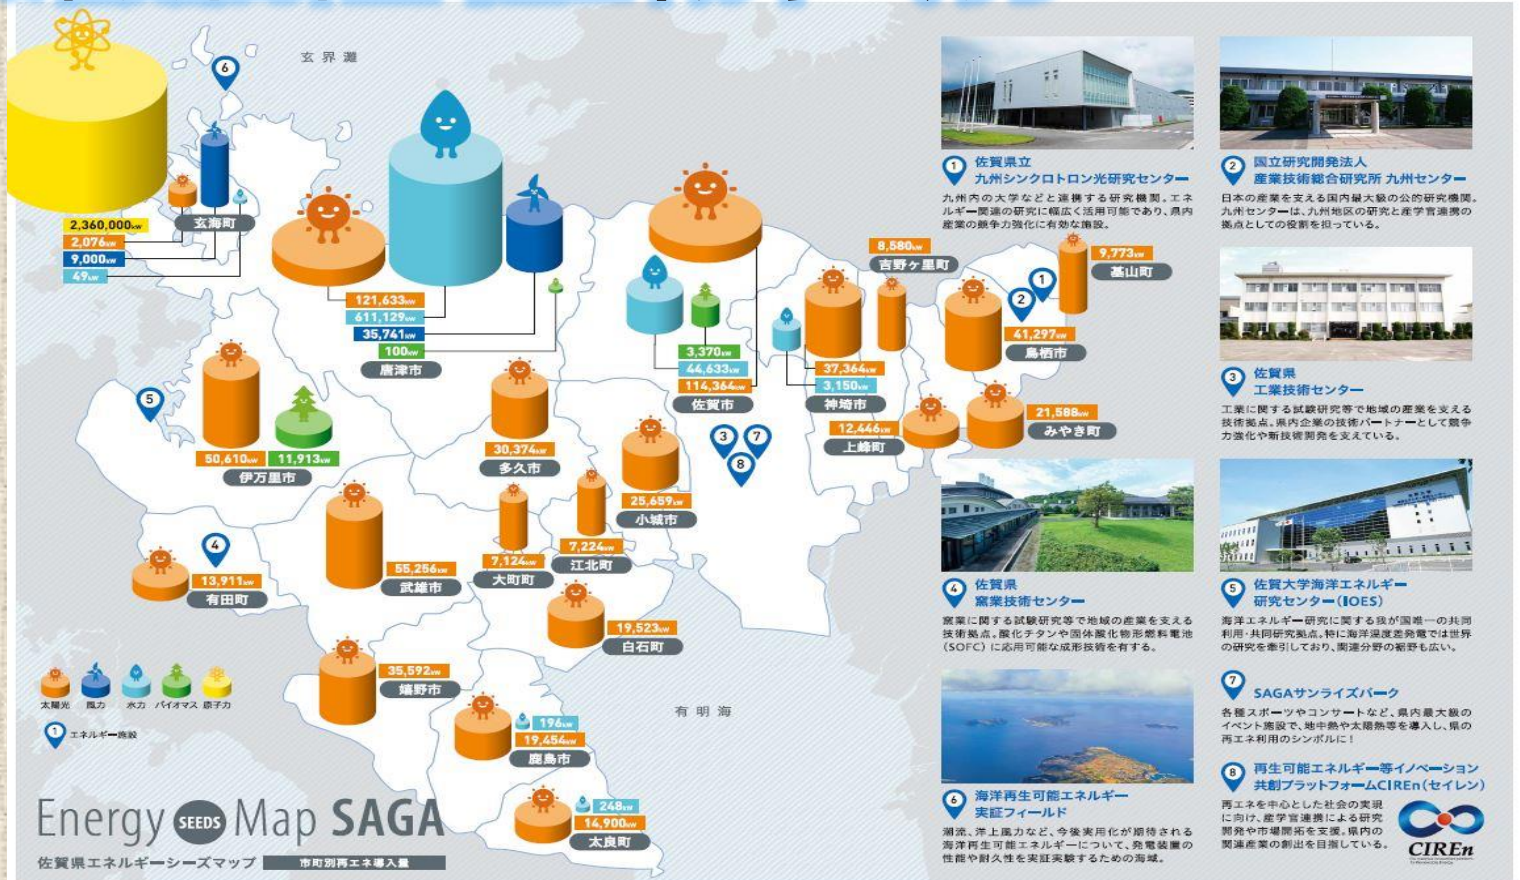 玄界灘
6
2,360,000kW
2,076kW
9,000kW
49kW
玄海町
121,633kW
611,129kW
35,741kW
100kW
唐津市
3,370kW
44,633kW
114,364kW
佐賀市
37,364kW
3,150kW
神埼市
8,580kW
吉野ヶ里町
9,773kW
基山町
1
2
41,297kW
鳥栖市
12,446kW
上峰町
21,588kW
みやき町
5
50,610kW
11,913kW
伊万里市
30,374kW
多久市
3
7
8
25,659kW
小城市
7,124kW
大町町
7,224kW
江北町
4
13,911kW
有田町
55,256kW
武雄市
19,523kW
白石町
35,592kW
嬉野市
196kW
19,454kW
鹿島市
248kW
14,900kW
太良町
有明海
太陽光 風力 水力 バイオマス 原子力
1 エネルギー施設
Energy SEEDS Map SAGA
佐賀県エネルギーシーズマップ 市町別再エネ導入量
1 佐賀県立
九州シンクロトロン光研究センター
九州内の大学などと連携する研究機関。エネ
ルギー関連の研究に幅広く活用可能であり、県内
産業の競争力強化に有効な施設。
2 国立研究開発法人
産業技術総合研究所 九州センター
日本の産業を支える国内最大級の公的研究機関。
九州センターは、九州地区の研究と産学官連携の
拠点としての役割を担っている。
3 佐賀県
工業技術センター
工業に関する試験研究等で地域の産業を支える
技術拠点。県内企業の技術パートナーとして競争
力強化や新技術開発を支えている。
4 佐賀県
窯業技術センター
窯業に関する試験研究等で地域の産業を支える
技術拠点。酸化チタンや固体酸化物形燃料電池
(SOFC)に応用可能な成形技術を有する。
5 佐賀大学海洋エネルギー
研究センター(IOES)
海洋エネルギー研究に関する我が国唯一の共同
利用・共同研究拠点。特に海洋温度差発電では世界
の研究を牽引しており、関連分野の裾野も広い。
6 海洋再生可能エネルギー
実証フィールド
潮流、洋上風力など、今後実用化が期待される
海洋再生可能エネルギーについて、発電装置の
性能や耐久性を実証実験するための海域。
7 SAGAサンライズパーク
各種スポーツやコンサートなど、県内最大級の
イベント施設で、地中熱や太陽熱等を導入し、県の
再エネ利用のシンボルに!
8 再生可能エネルギー等イノベーション
共創プラットフォームCIREn(セイレン)
再エネを中心とした社会の実現
に向け、産学官連携による研究
開発や市場開拓を支援。県内の
関連産業の創出を目指している。
CIREn